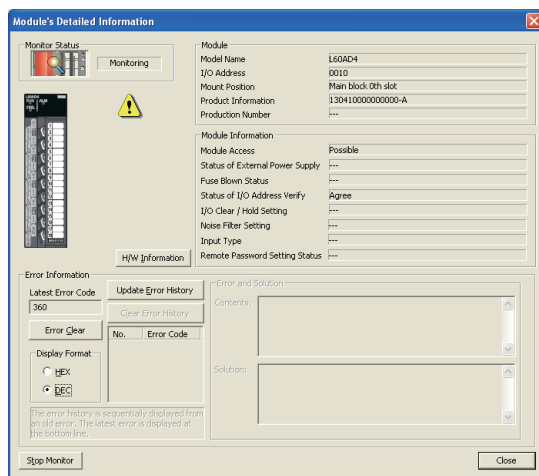 Module's Detailed Information
Monitor Status
Monitoring
H/W Information
Module
Model Name L60AD4
I/O Address 0010
Mount Position Main block 0th slot
Product Information 130410000000000-A
Production Number ---
Module Information
Module Access Possible
Status of External Power Supply ---
Fuse Blown Status ---
Status of I/O Address Verify Agree
I/O Clear / Hold Setting ---
Noise Filter Setting ---
Input Type ---
Remote Password Setting Status ---
Error Information
Latest Error Code
360
Error Clear
Display Format
HEX
DEC
Update Error History
Clear Error History
No. Error Code
The error history is sequentially displayed from
an old error. The latest error is displayed at
the bottom line.
Error and Solution
Contents:
Solution:
Stop Monitor
Close